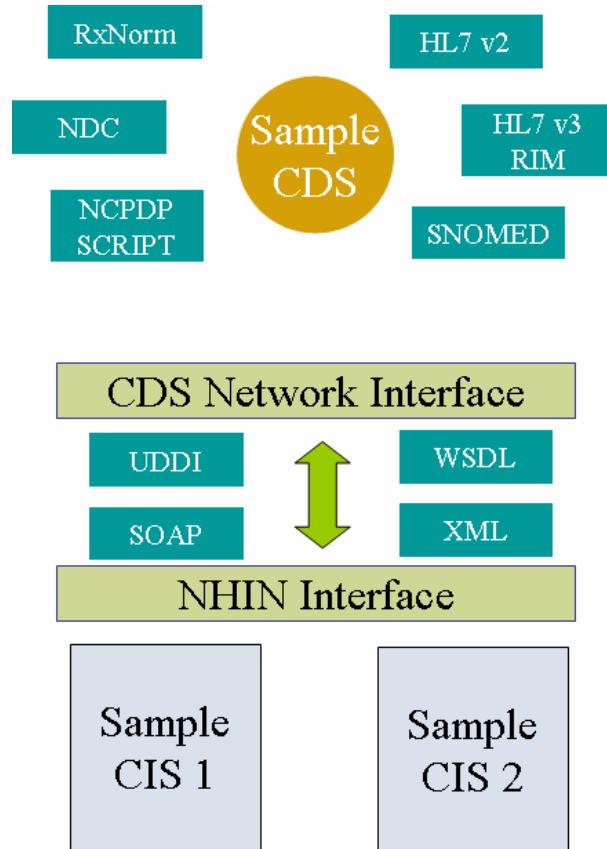 RxNorm
HL7 v2
Sample
CDS
NDC
HL7 v3
RIM
NCPDP
SCRIPT
SNOMED
CDS Network Interface
UDDI
WSDL
SOAP
XML
NHIN Interface
Sample
CIS 1
Sample
CIS 2